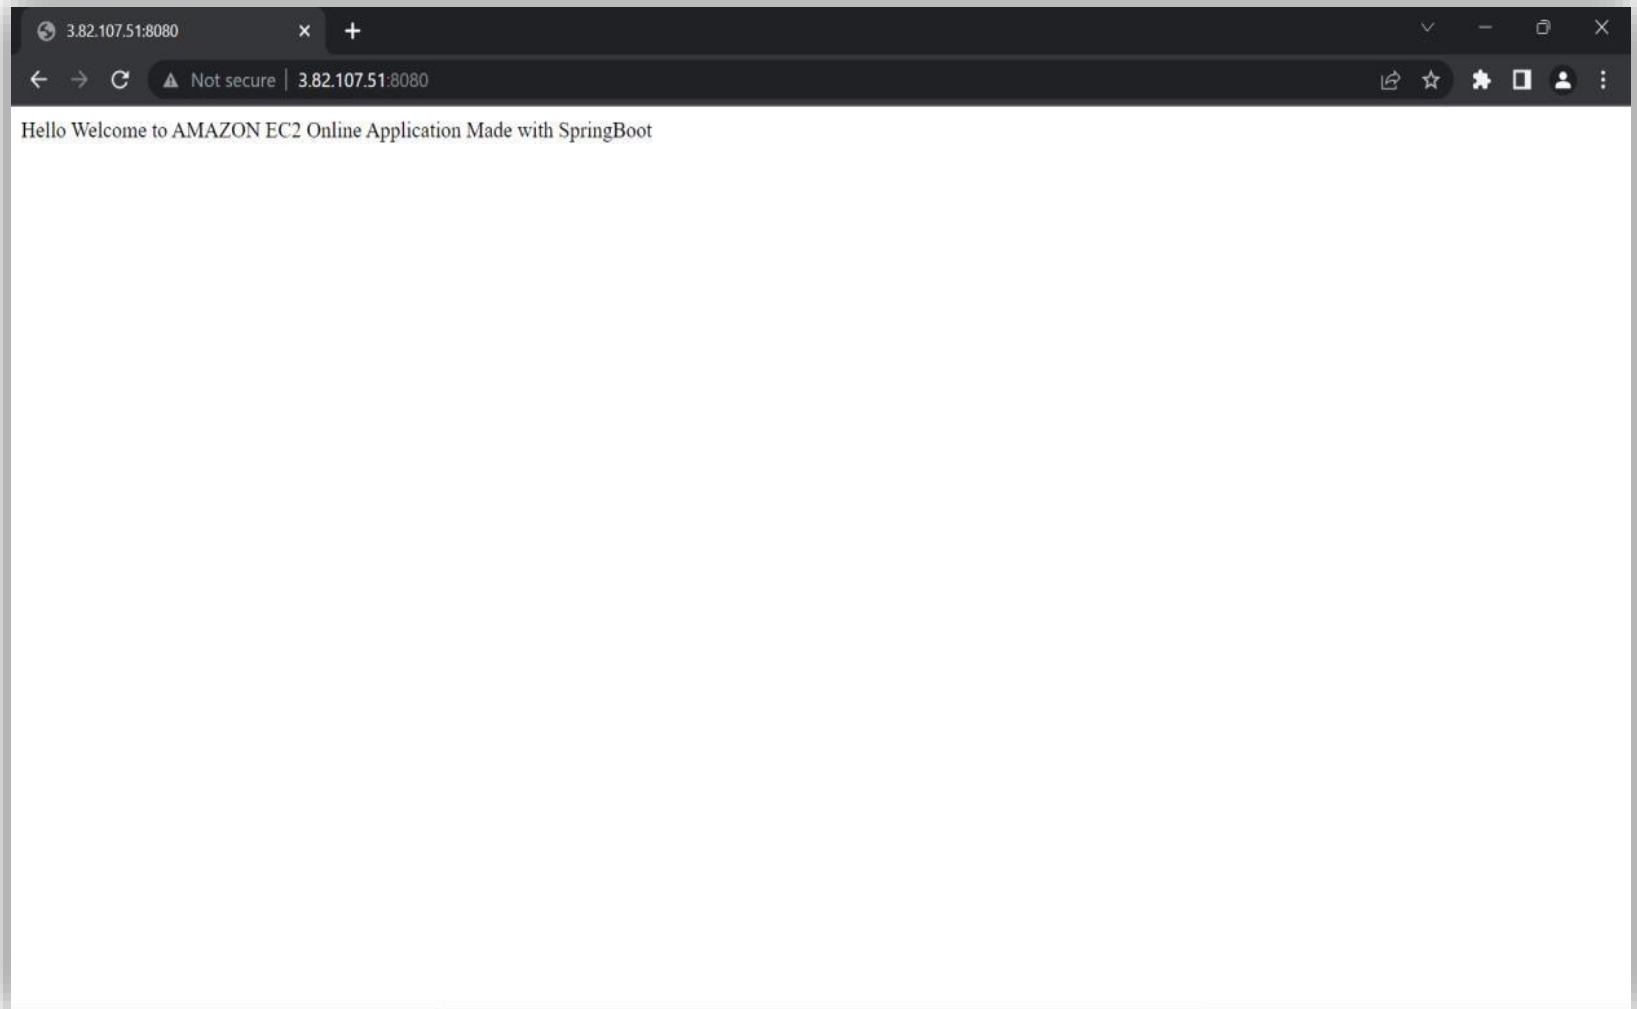 3.82.107.51:8080
Not secure | 3.82.107.51:8080
Hello Welcome to AMAZON EC2 Online Application Made with SpringBoot